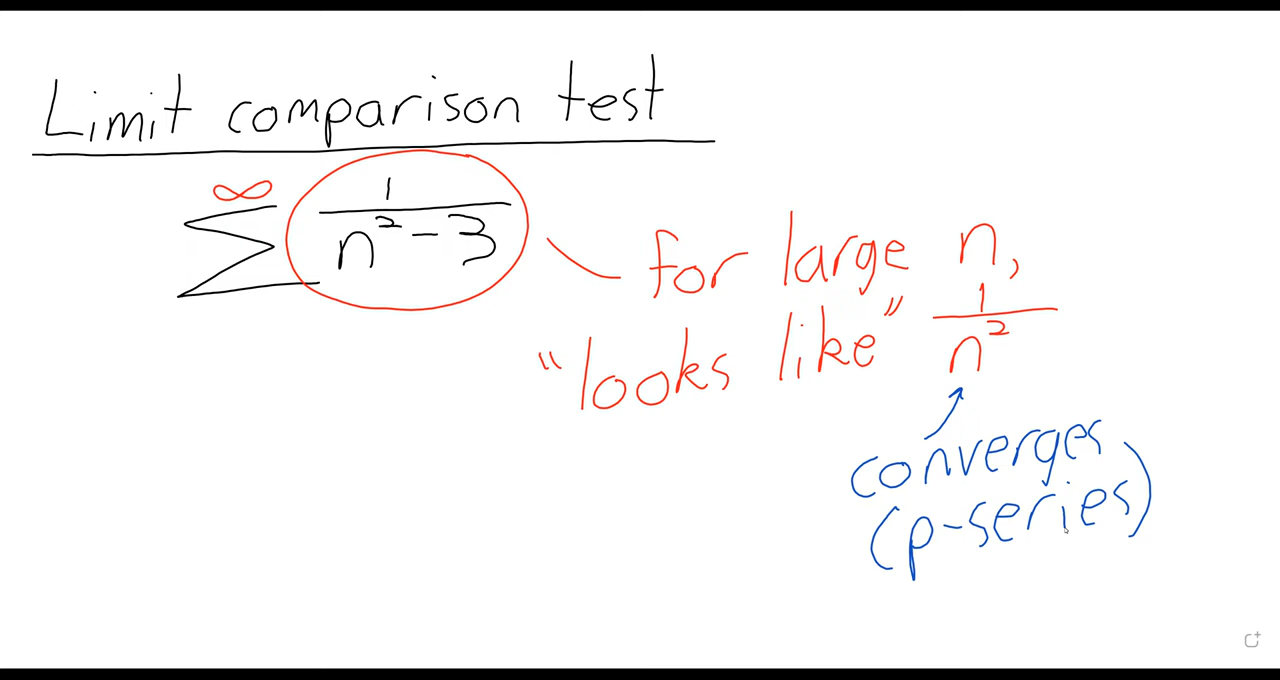 Limit comparison test
∞
∑ 1/(n² - 3)
for large n,
"looks like" 1/n²
converges
(p-series)